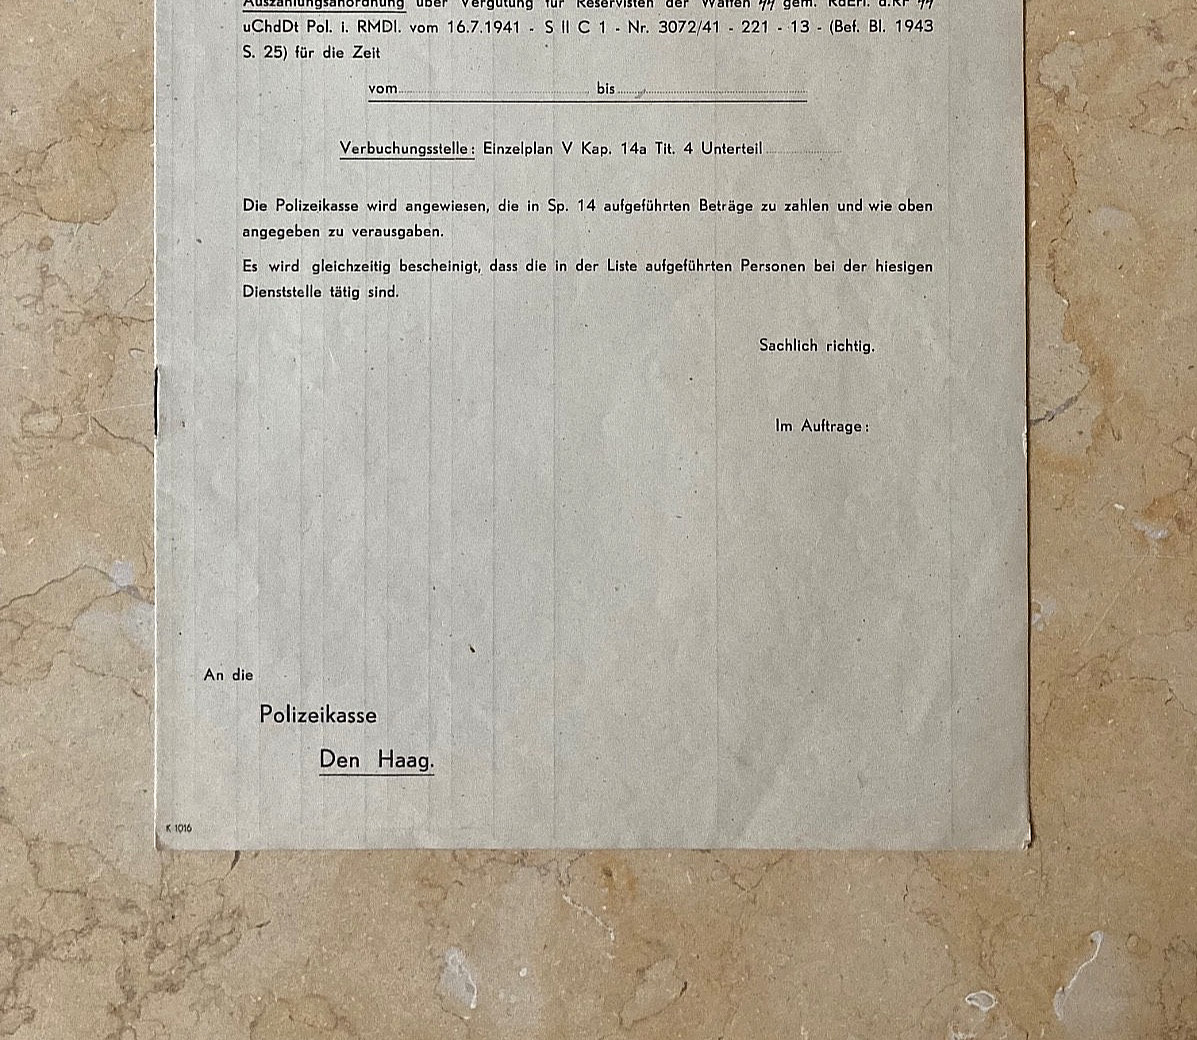 Auszahlungsanordnung über Vergütung für Reservisten der Waffen ᛋᛋ gem. RdErl. d.RF ᛋᛋ
uChdDt Pol. i. RMDI. vom 16.7.1941 - S II C 1 - Nr. 3072/41 - 221 - 13 - (Bef. Bl. 1943
S. 25) für die Zeit
vom.................... bis....................
Verbuchungsstelle: Einzelplan V Kap. 14a Tit. 4 Unterteil....................
Die Polizeikasse wird angewiesen, die in Sp. 14 aufgeführten Beträge zu zahlen und wie oben
angegeben zu verausgaben.
Es wird gleichzeitig bescheinigt, dass die in der Liste aufgeführten Personen bei der hiesigen
Dienststelle tätig sind.
Sachlich richtig.
Im Auftrage:
An die
Polizeikasse
Den Haag.
K 1016